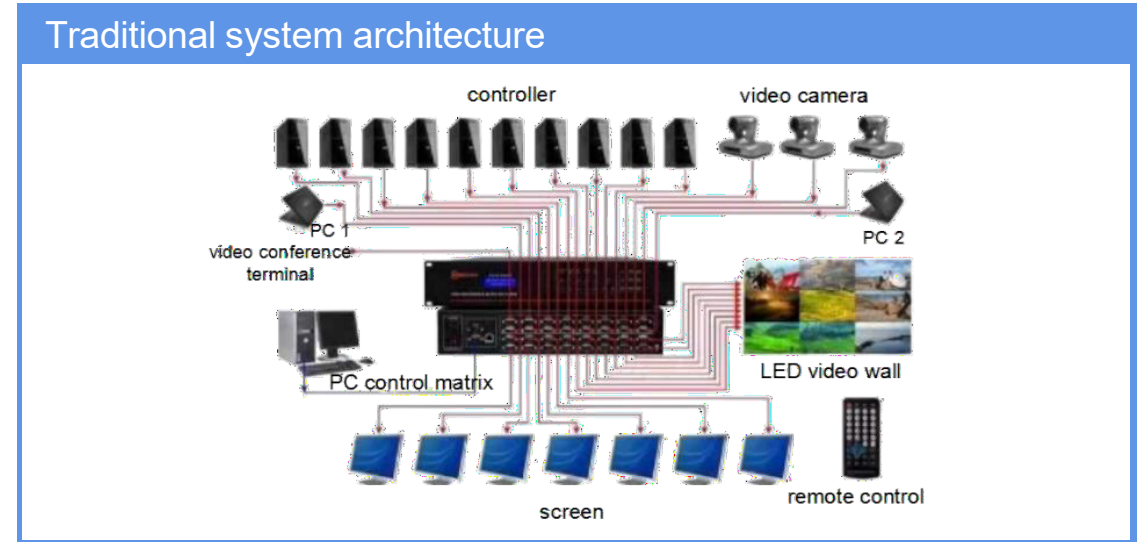 Traditional system architecture
controller
video camera
PC 1
PC 2
video conference
terminal
LED video wall
PC control matrix
remote control
screen